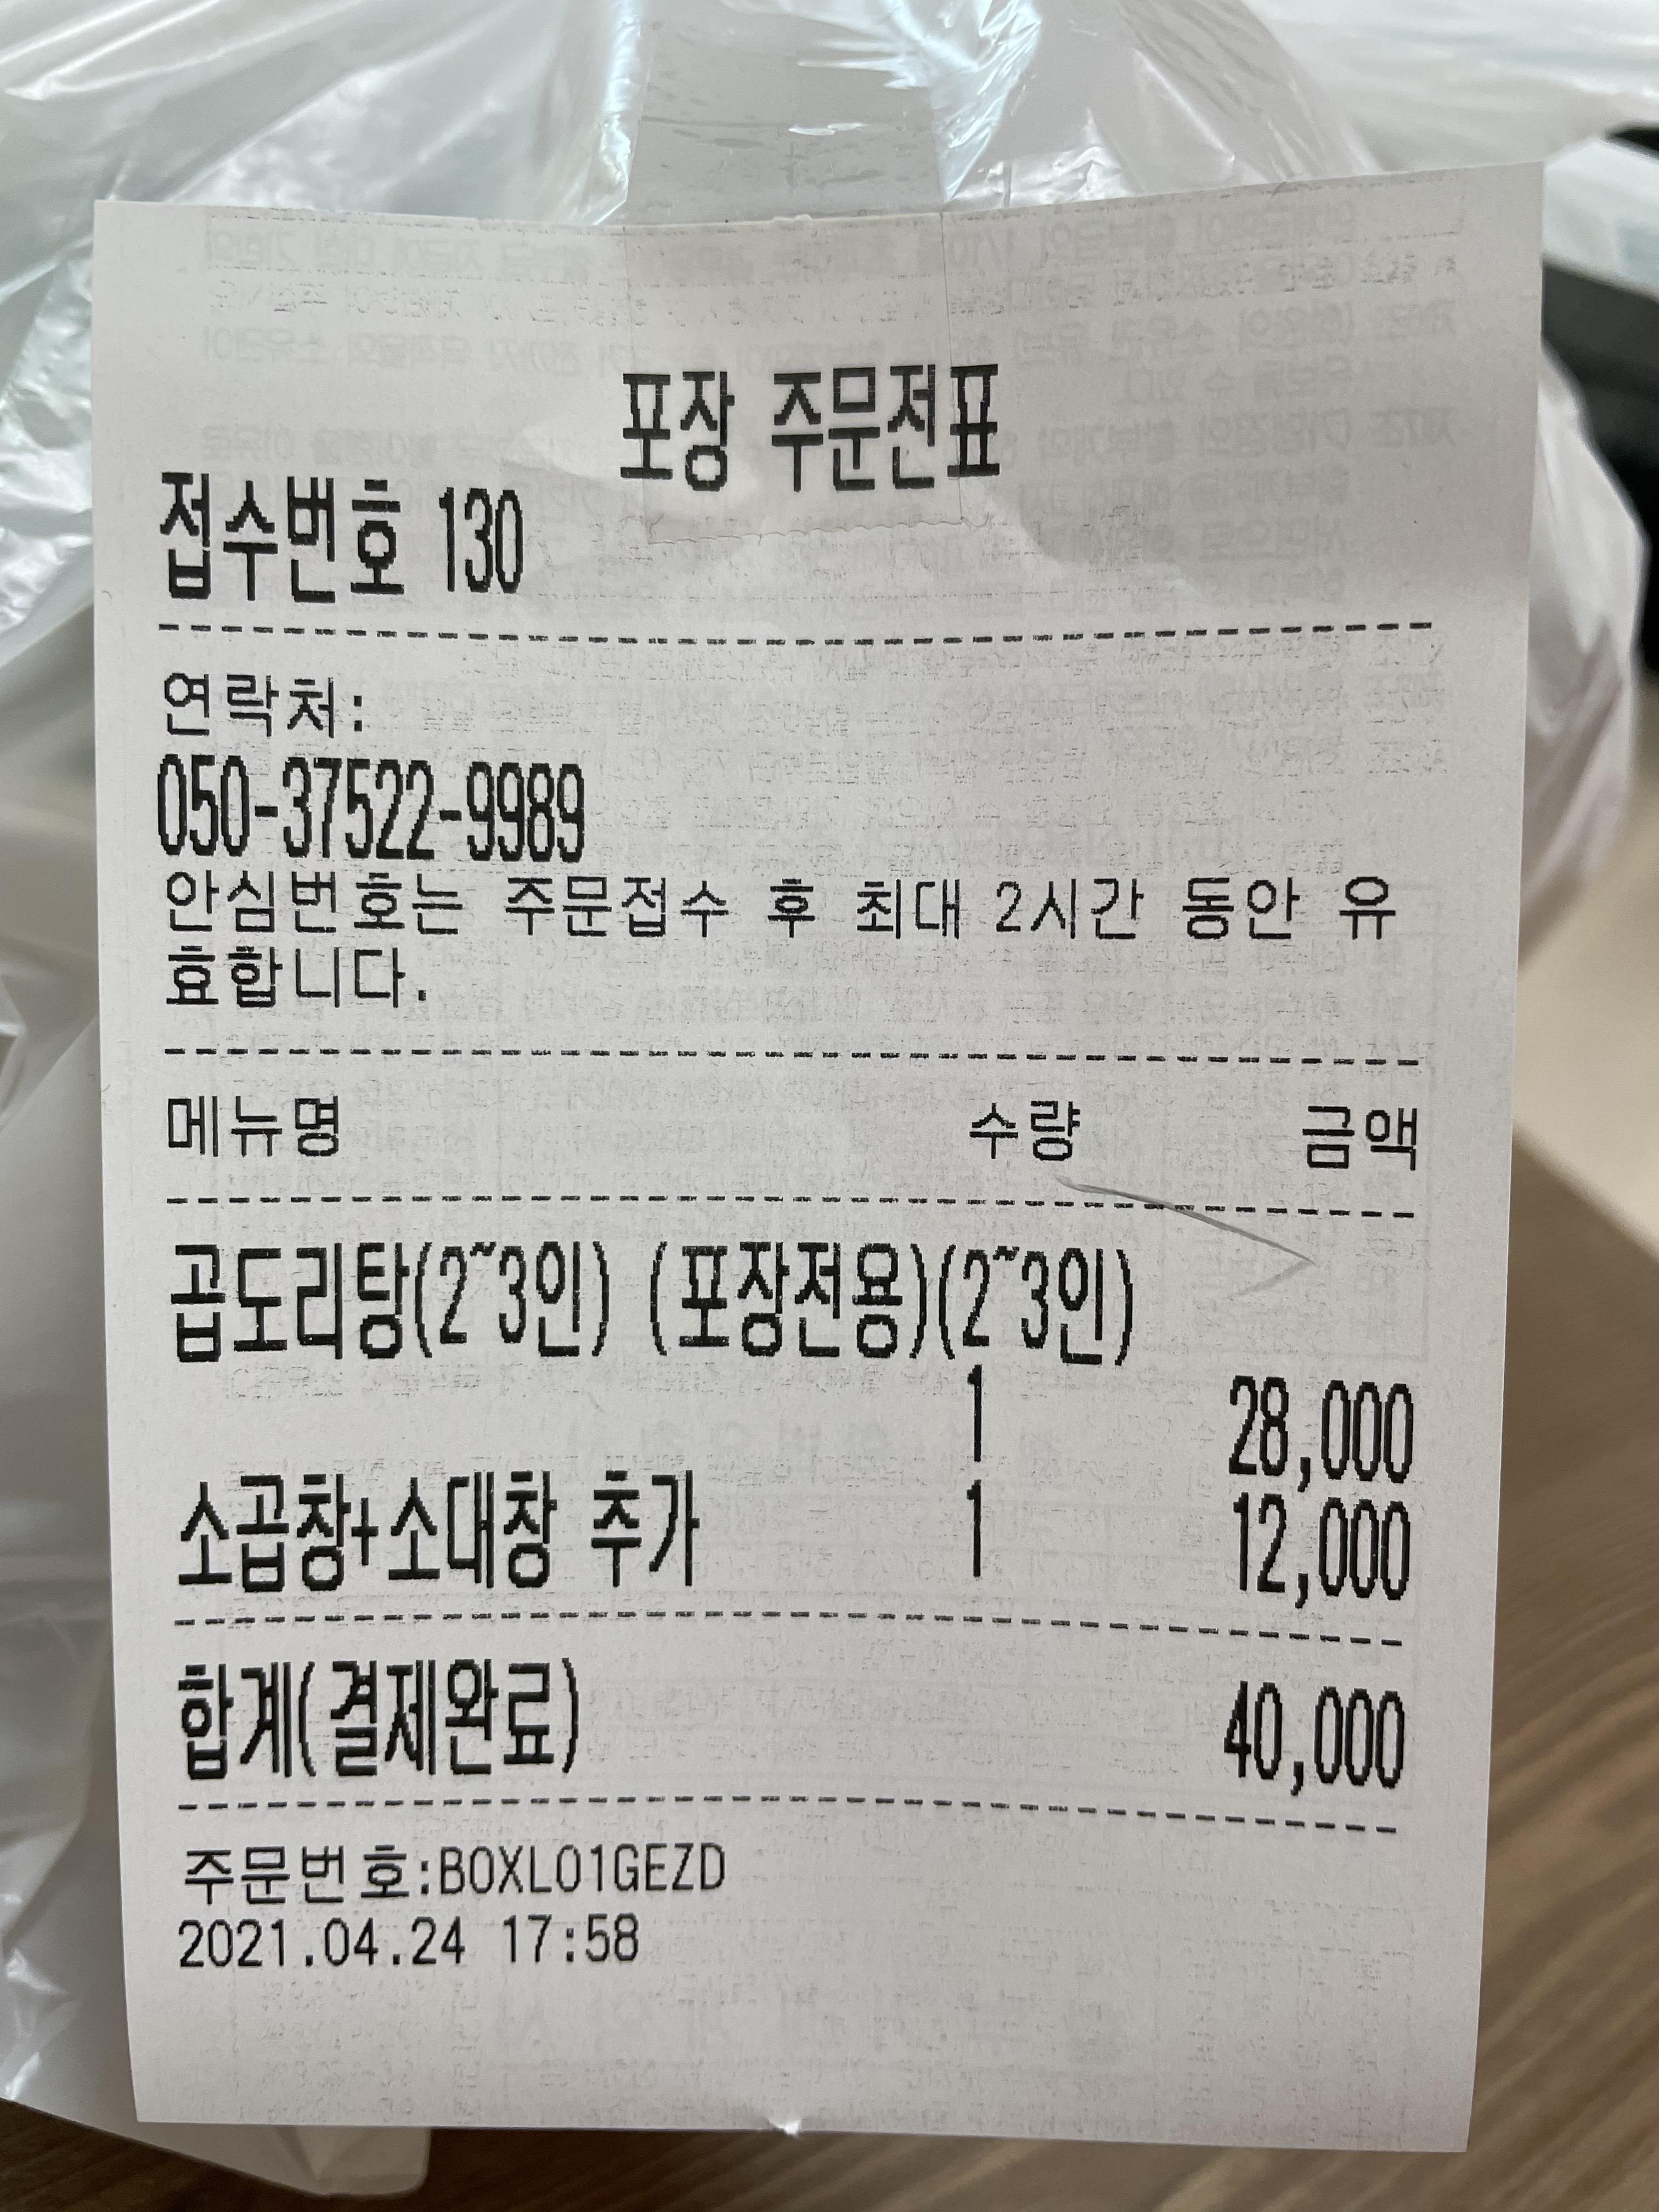 포장 주문전표
접수번호 130
연락처:
050-37522-9989
안심번호는 주문접수 후 최대 2시간 동안 유
효합니다.
메뉴명 수량 금액
곱도리탕(2~3인) (포장전용)(2~3인)
1 28,000
소곱창+소대창 추가 1 12,000
합계(결제완료) 40,000
주문번호:B0XL01GEZD
2021.04.24 17:58